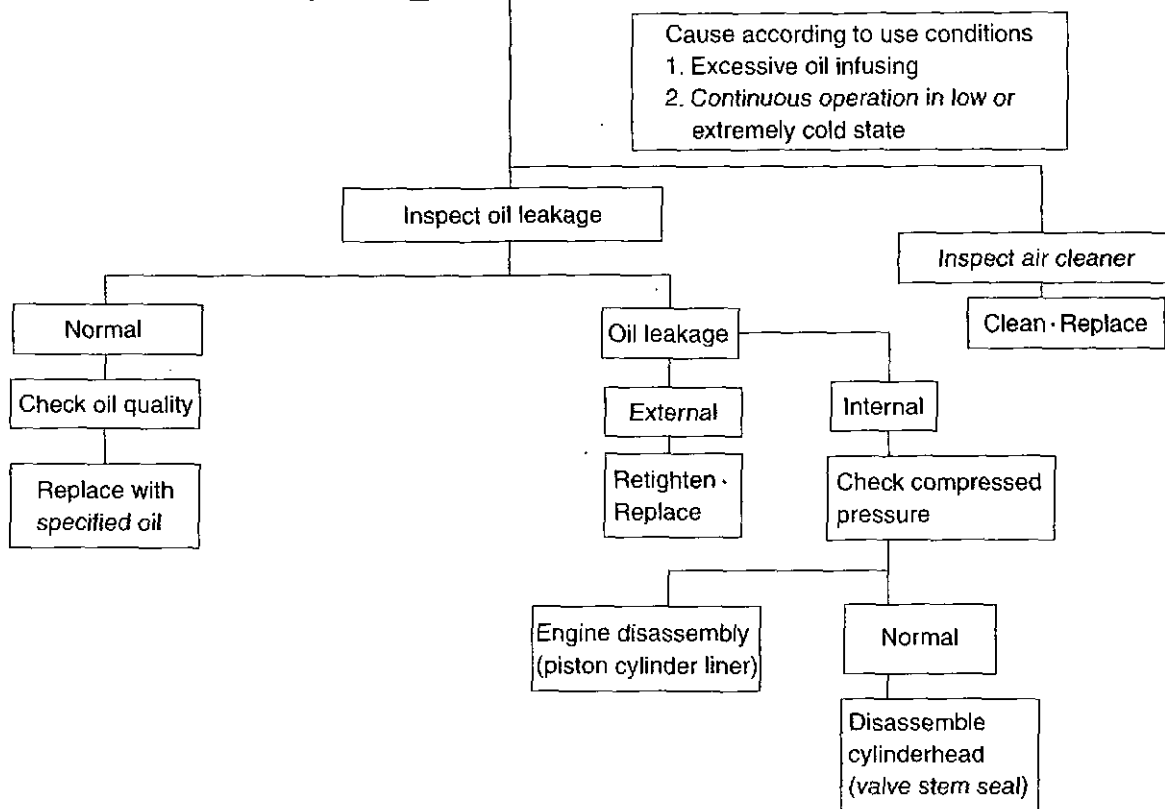 Cause according to use conditions
1. Excessive oil infusing
2. Continuous operation in low or
extremely cold state
Inspect oil leakage
Inspect air cleaner
Clean · Replace
Normal
Check oil quality
Replace with
specified oil
Oil leakage
External
Retighten ·
Replace
Internal
Check compressed
pressure
Engine disassembly
(piston cylinder liner)
Normal
Disassemble
cylinderhead
(valve stem seal)